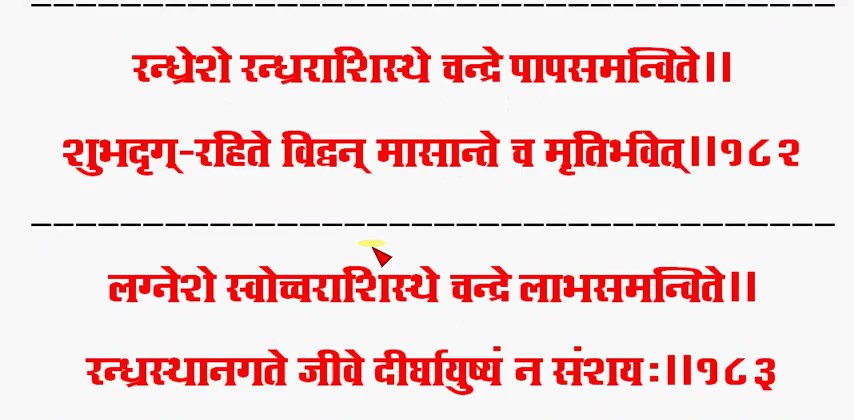 रन्ध्रेशे रन्ध्रराशिस्थे चन्द्रे पापसमन्विते।।
शुभदृग्-रहिते विद्वन् मासान्ते च मृतिर्भवेत्।।१८२
लग्नेशे स्वोच्चराशिस्थे चन्द्रे लाभसमन्विते।।
रन्ध्रस्थानगते जीवे दीर्घायुष्यं न संशयः।।१८३